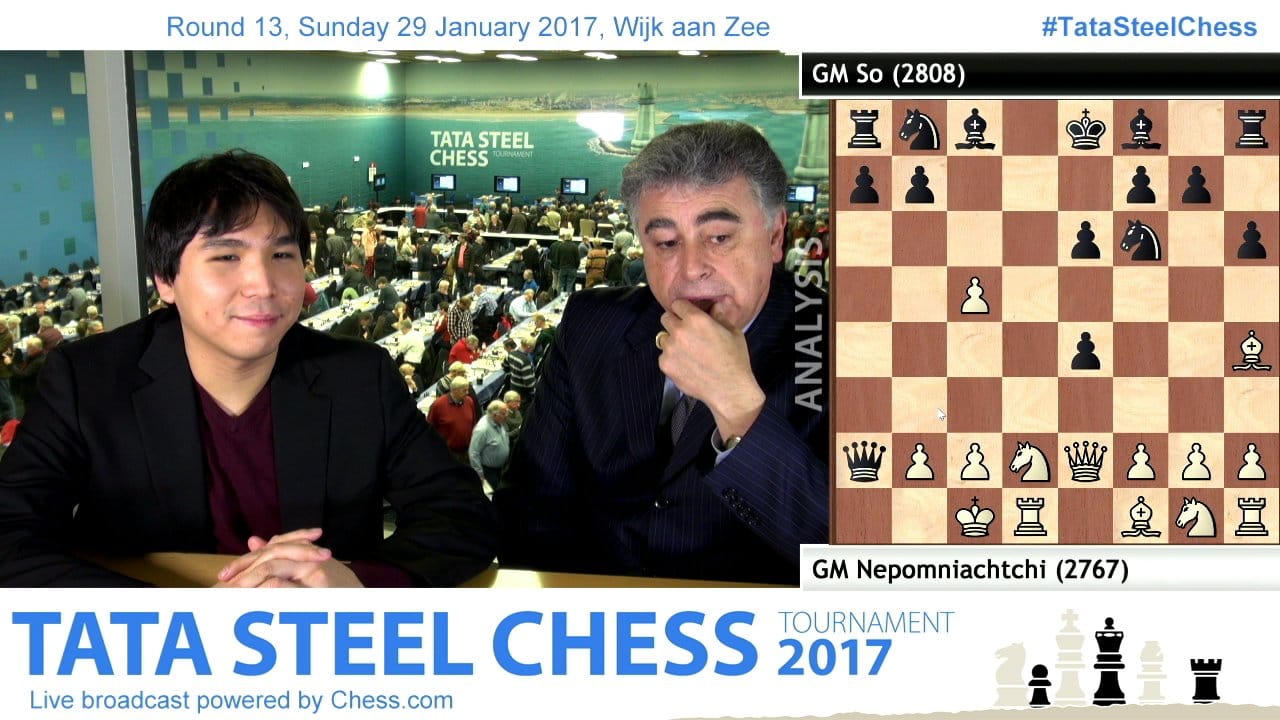 Round 13, Sunday 29 January 2017, Wijk aan Zee
#TataSteelChess
GM So (2808)
TATA STEEL
CHESS TOURNAMENT
ANALYSIS
GM Nepomniachtchi (2767)
TATA STEEL CHESS TOURNAMENT
2017
Live broadcast powered by Chess.com